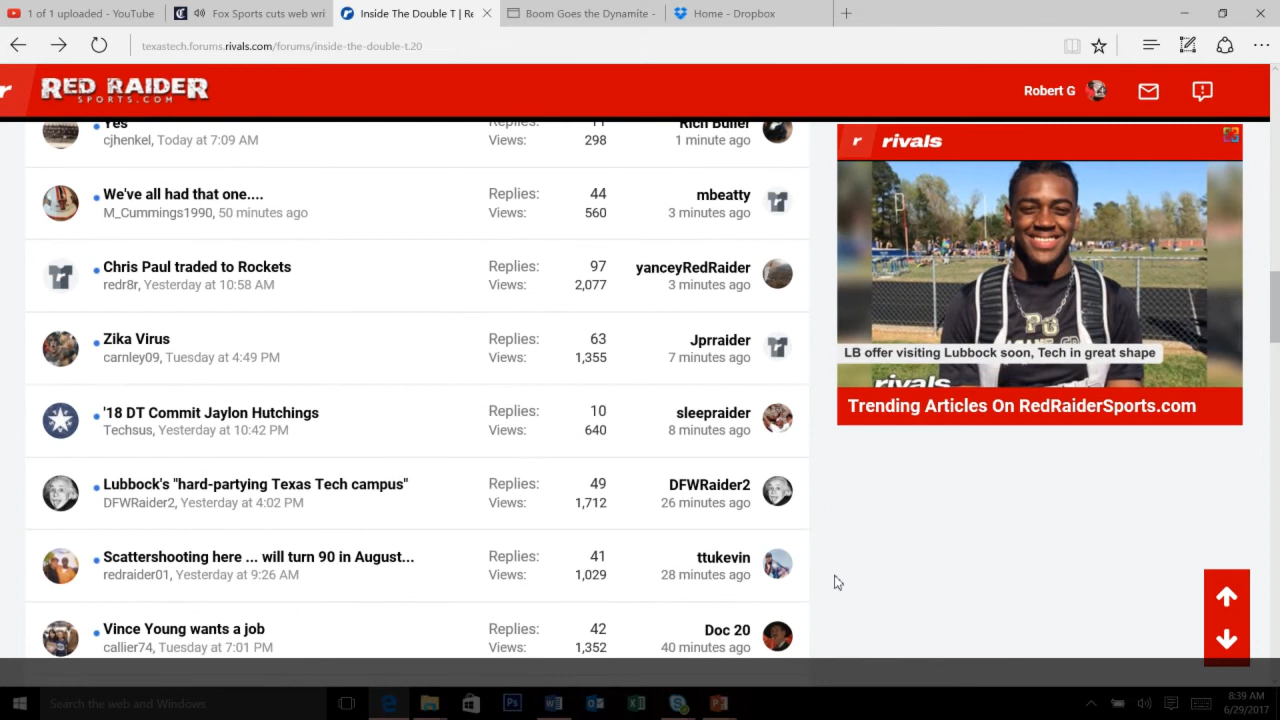 1 of 1 uploaded - YouTube
Fox Sports cuts web wri
Inside The Double T | Re
Boom Goes the Dynamite -
Home - Dropbox
texastech.forums.rivals.com/forums/inside-the-double-t.20
RED RAIDER
SPORTS.COM
Robert G
Yes
cjhenkel, Today at 7:09 AM
Replies: 11
Views: 298
Rich Buller
1 minute ago
We've all had that one....
M_Cummings1990, 50 minutes ago
Replies: 44
Views: 560
mbeatty
3 minutes ago
Chris Paul traded to Rockets
redr8r, Yesterday at 10:58 AM
Replies: 97
Views: 2,077
yanceyRedRaider
3 minutes ago
Zika Virus
carnley09, Tuesday at 4:49 PM
Replies: 63
Views: 1,355
Jprraider
7 minutes ago
'18 DT Commit Jaylon Hutchings
Techsus, Yesterday at 10:42 PM
Replies: 10
Views: 640
sleepraider
8 minutes ago
Lubbock's "hard-partying Texas Tech campus"
DFWRaider2, Yesterday at 4:02 PM
Replies: 49
Views: 1,712
DFWRaider2
26 minutes ago
Scattershooting here ... will turn 90 in August...
redraider01, Yesterday at 9:26 AM
Replies: 41
Views: 1,029
ttukevin
28 minutes ago
Vince Young wants a job
callier74, Tuesday at 7:01 PM
Replies: 42
Views: 1,352
Doc 20
40 minutes ago
r rivals
PG
LB offer visiting Lubbock soon, Tech in great shape
rivals
Trending Articles On RedRaiderSports.com
Search the web and Windows
8:39 AM
6/29/2017